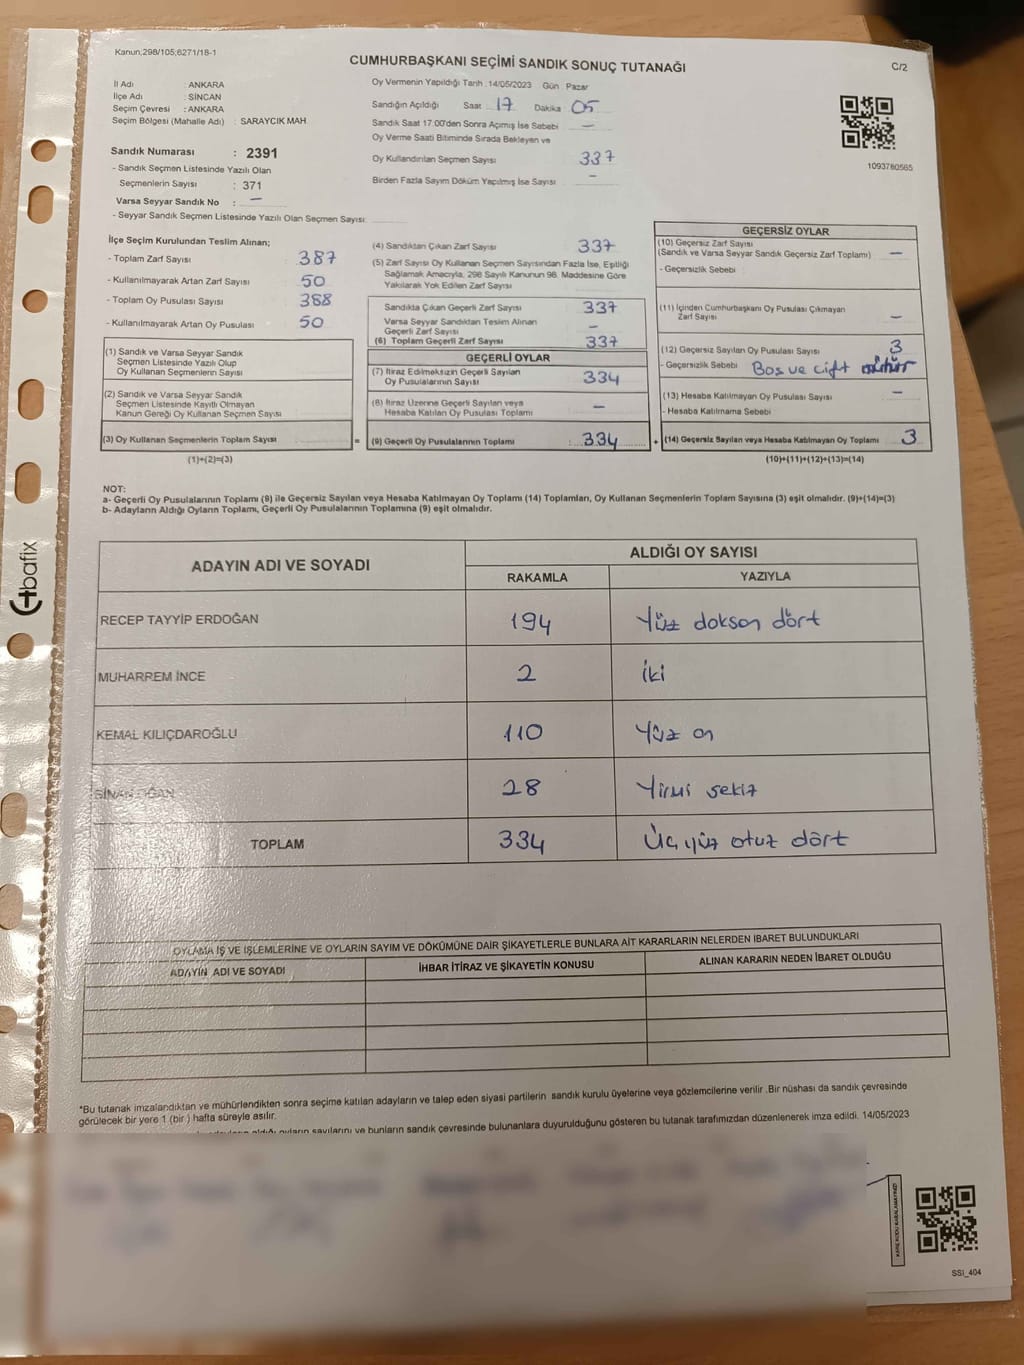 Kanun,298/105;6271/18-1
CUMHURBAŞKANI SEÇİMİ SANDIK SONUÇ TUTANAĞI
C/2
İl Adı : ANKARA
İlçe Adı : SİNCAN
Seçim Çevresi : ANKARA
Seçim Bölgesi (Mahalle Adı) : SARAYCIK MAH.
Sandık Numarası : 2391
- Sandık Seçmen Listesinde Yazılı Olan
Seçmenlerin Sayısı : 371
Varsa Seyyar Sandık No : —
- Seyyar Sandık Seçmen Listesinde Yazılı Olan Seçmen Sayısı:
Oy Vermenin Yapıldığı Tarih :14/05/2023 Gün : Pazar
Sandığın Açıldığı Saat : 17 Dakika : 05
Sandık Saat 17.00'den Sonra Açımış İse Sebebi —
Oy Verme Saati Bitiminde Sırada Bekleyen ve
Oy Kullandırılan Seçmen Sayısı 337
Birden Fazla Sayım Döküm Yapılmış İse Sayısı —
1093780565
İlçe Seçim Kurulundan Teslim Alınan;
- Toplam Zarf Sayısı : 387
- Kullanılmayarak Artan Zarf Sayısı : 50
- Toplam Oy Pusulası Sayısı : 388
- Kullanılmayarak Artan Oy Pusulası : 50
(1) Sandık ve Varsa Seyyar Sandık
Seçmen Listesinde Yazılı Olup
Oy Kullanan Seçmenlerin Sayısı
(2) Sandık ve Varsa Seyyar Sandık
Seçmen Listesinde Kayıtlı Olmayan
Kanun Gereği Oy Kullanan Seçmen Sayısı
(3) Oy Kullanan Seçmenlerin Toplam Sayısı =
(1)+(2)=(3)
(4) Sandıktan Çıkan Zarf Sayısı 337
(5) Zarf Sayısı Oy Kullanan Seçmen Sayısından Fazla İse, Eşitliği
Sağlamak Amacıyla, 298 Sayılı Kanunun 98. Maddesine Göre
Yakılarak Yok Edilen Zarf Sayısı
Sandıkta Çıkan Geçerli Zarf Sayısı 337
Varsa Seyyar Sandıktan Teslim Alınan
Geçerli Zarf Sayısı —
(6) Toplam Geçerli Zarf Sayısı 337
GEÇERLİ OYLAR
(7) İtiraz Edilmeksizin Geçerli Sayılan
Oy Pusulalarının Sayısı : 334
(8) İtiraz Üzerine Geçerli Sayılan veya
Hesaba Katılan Oy Pusulası Toplamı : —
(9) Geçerli Oy Pusulalarının Toplamı : 334 +
GEÇERSİZ OYLAR
(10) Geçersiz Zarf Sayısı
(Sandık ve Varsa Seyyar Sandık Geçersiz Zarf Toplamı) —
- Geçersizlik Sebebi :
(11) İçinden Cumhurbaşkanı Oy Pusulası Çıkmayan
Zarf Sayısı —
(12) Geçersiz Sayılan Oy Pusulası Sayısı 3
- Geçersizlik Sebebi : Boş ve çift mühür
(13) Hesaba Katılmayan Oy Pusulası Sayısı —
- Hesaba Katılmama Sebebi
(14) Geçersiz Sayılan veya Hesaba Katılmayan Oy Toplamı : 3
(10)+(11)+(12)+(13)=(14)
NOT:
a- Geçerli Oy Pusulalarının Toplamı (9) ile Geçersiz Sayılan veya Hesaba Katılmayan Oy Toplamı (14) Toplamları, Oy Kullanan Seçmenlerin Toplam Sayısına (3) eşit olmalıdır. (9)+(14)=(3)
b- Adayların Aldığı Oyların Toplamı, Geçerli Oy Pusulalarının Toplamına (9) eşit olmalıdır.
bafix
ADAYIN ADI VE SOYADI
ALDIĞI OY SAYISI
RAKAMLA YAZIYLA
RECEP TAYYİP ERDOĞAN 194 Yüz doksan dört
MUHARREM İNCE 2 İki
KEMAL KILIÇDAROĞLU 110 Yüz on
SİNAN OĞAN 28 Yirmi sekiz
TOPLAM 334 Üç yüz otuz dört
OYLAMA İŞ VE İŞLEMLERİNE VE OYLARIN SAYIM VE DÖKÜMÜNE DAİR ŞİKAYETLERLE BUNLARA AİT KARARLARIN NELERDEN İBARET BULUNDUKLARI
ADAYIN ADI VE SOYADI İHBAR İTİRAZ VE ŞİKAYETİN KONUSU ALINAN KARARIN NEDEN İBARET OLDUĞU
*Bu tutanak imzalandıktan ve mühürlendikten sonra seçime katılan adayların ve talep eden siyasi partilerin sandık kurulu üyelerine veya gözlemcilerine verilir .Bir nüshası da sandık çevresinde
görülecek bir yere 1 (bir ) hafta süreyle asılır.
oyların sayılarını ve bunların sandık çevresinde bulunanlara duyurulduğunu gösteren bu tutanak tarafımızdan düzenlenerek imza edildi. 14/05/2023
KARE KODU KARALAMAYINIZ!
SSI_404